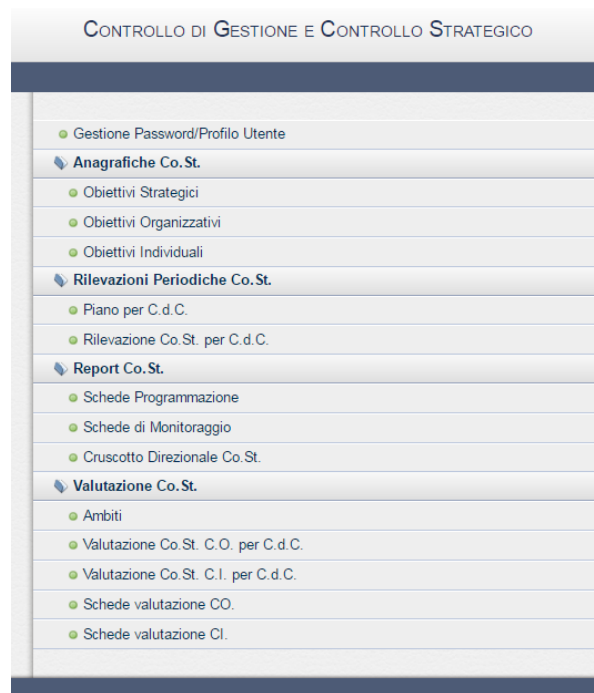 Controllo di Gestione e Controllo Strategico
Gestione Password/Profilo Utente
Anagrafiche Co.St.
Obiettivi Strategici
Obiettivi Organizzativi
Obiettivi Individuali
Rilevazioni Periodiche Co.St.
Piano per C.d.C.
Rilevazione Co.St. per C.d.C.
Report Co.St.
Schede Programmazione
Schede di Monitoraggio
Cruscotto Direzionale Co.St.
Valutazione Co.St.
Ambiti
Valutazione Co.St. C.O. per C.d.C.
Valutazione Co.St. C.I. per C.d.C.
Schede valutazione CO.
Schede valutazione CI.